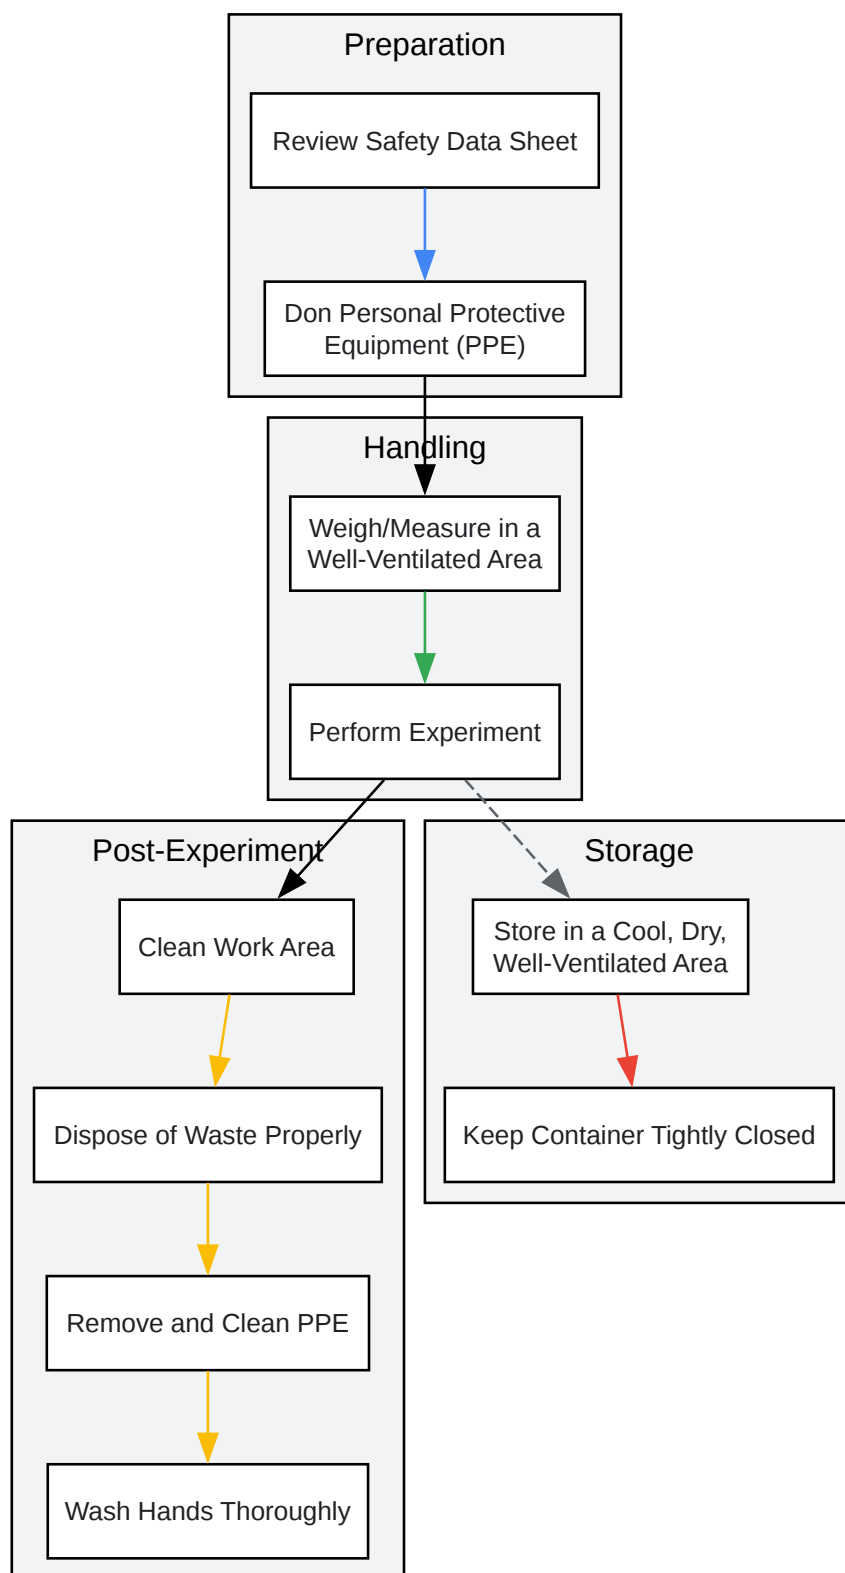 Preparation
Review Safety Data Sheet
Don Personal Protective
Equipment (PPE)
Handling
Weigh/Measure in a
Well-Ventilated Area
Perform Experiment
Post-Experiment
Clean Work Area
Dispose of Waste Properly
Remove and Clean PPE
Wash Hands Thoroughly
Storage
Store in a Cool, Dry,
Well-Ventilated Area
Keep Container Tightly Closed